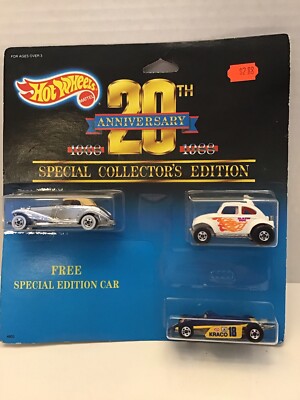 FOR AGES OVER 3
Hot Wheels
MATTEL
20TH
ANNIVERSARY
1968 1988
SPECIAL COLLECTOR'S EDITION
FREE
SPECIAL EDITION CAR
KRACO 18